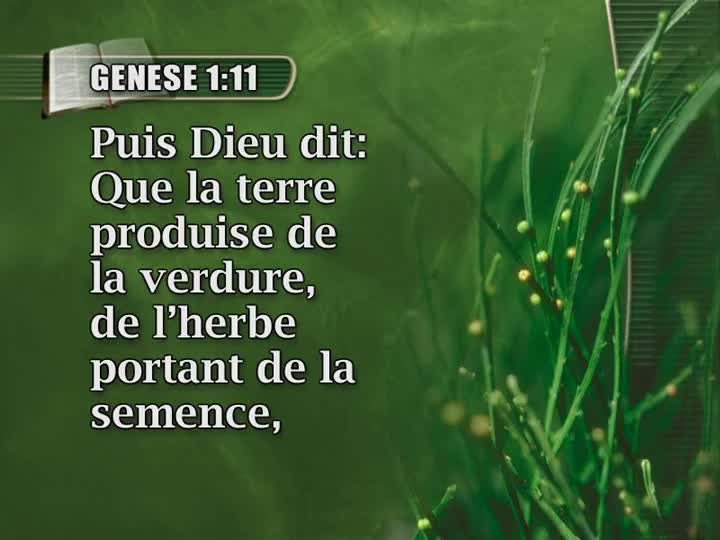 GENESE 1:11
Puis Dieu dit:
Que la terre
produise de
la verdure,
de l’herbe
portant de la
semence,